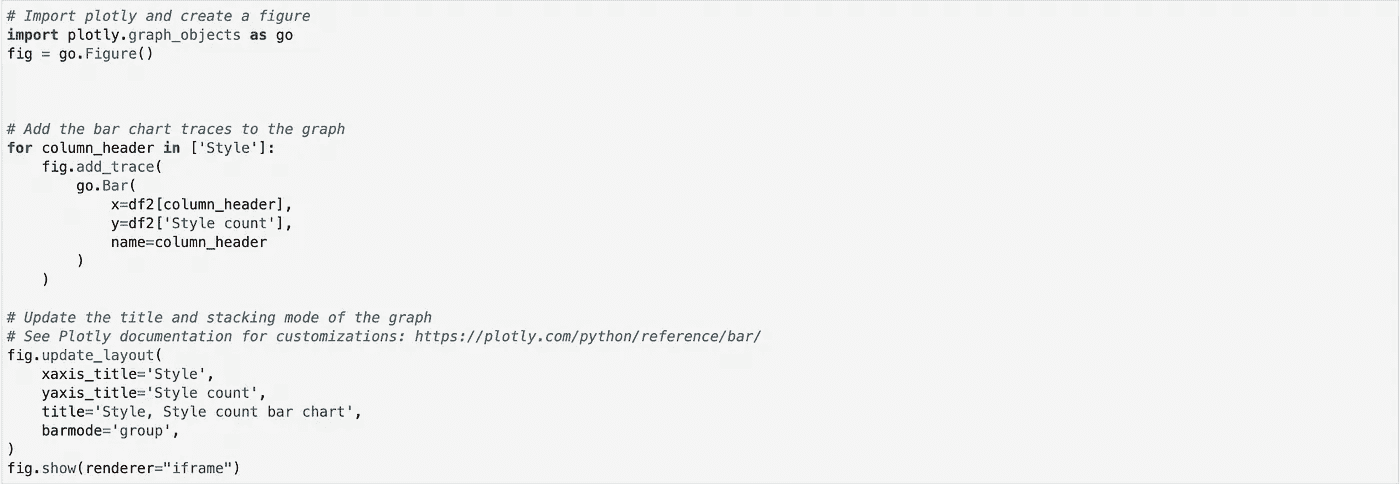 # Import plotly and create a figure
import plotly.graph_objects as go
fig = go.Figure()
# Add the bar chart traces to the graph
for column_header in ['Style']:
    fig.add_trace(
        go.Bar(
            x=df2[column_header],
            y=df2['Style count'],
            name=column_header
        )
    )
# Update the title and stacking mode of the graph
# See Plotly documentation for customizations: https://plotly.com/python/reference/bar/
fig.update_layout(
    xaxis_title='Style',
    yaxis_title='Style count',
    title='Style, Style count bar chart',
    barmode='group',
)
fig.show(renderer="iframe")